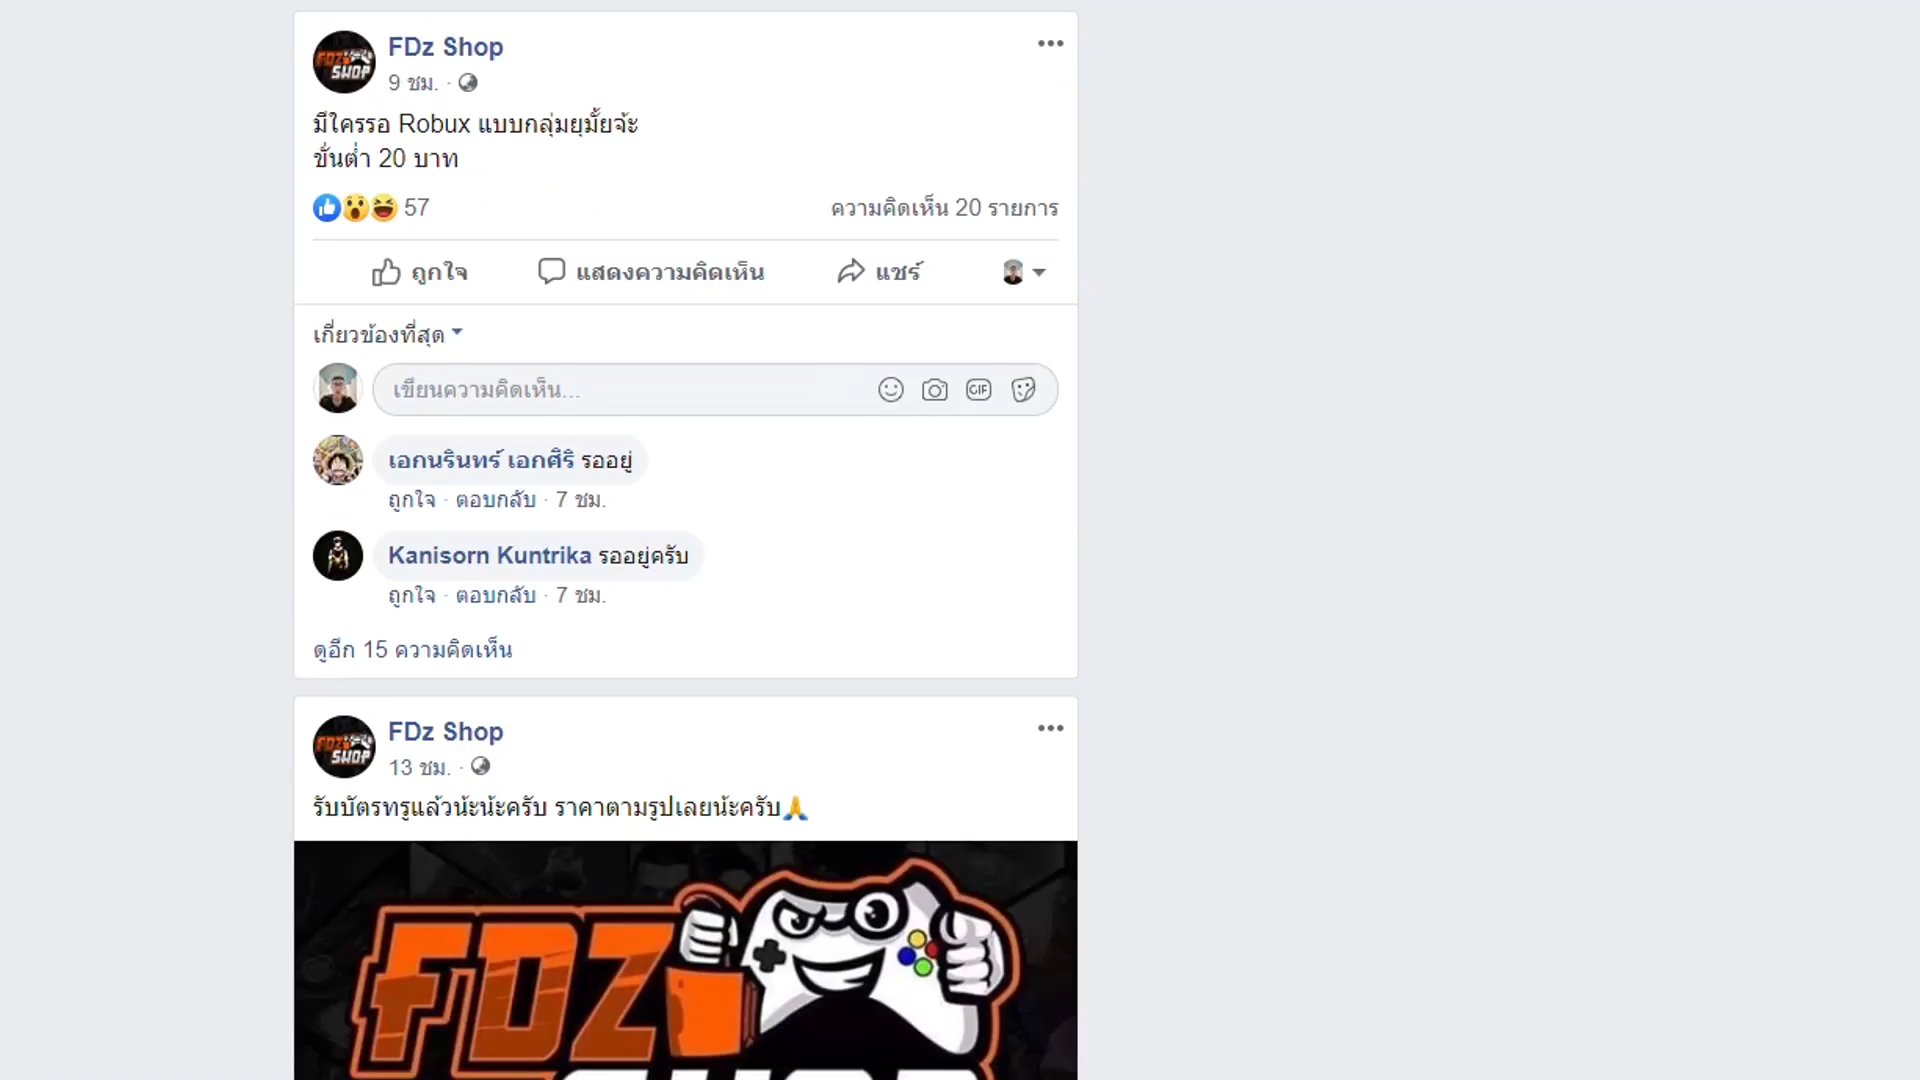 FDz Shop
9 ชม. ·
มีใครรอ Robux แบบกลุ่มยุมั้ยจ้ะ
ขั่นต่ำ 20 บาท
57
ความคิดเห็น 20 รายการ
ถูกใจ
แสดงความคิดเห็น
แชร์
เกี่ยวข้องที่สุด
เขียนความคิดเห็น...
GIF
เอกนรินทร์ เอกศิริ รออยู่
ถูกใจ · ตอบกลับ · 7 ชม.
Kanisorn Kuntrika รออยู่ครับ
ถูกใจ · ตอบกลับ · 7 ชม.
ดูอีก 15 ความคิดเห็น
FDz Shop
13 ชม. ·
รับบัตรทรูแล้วน้ะน้ะครับ ราคาตามรูปเลยน้ะครับ🙏
FDZ
SHOP